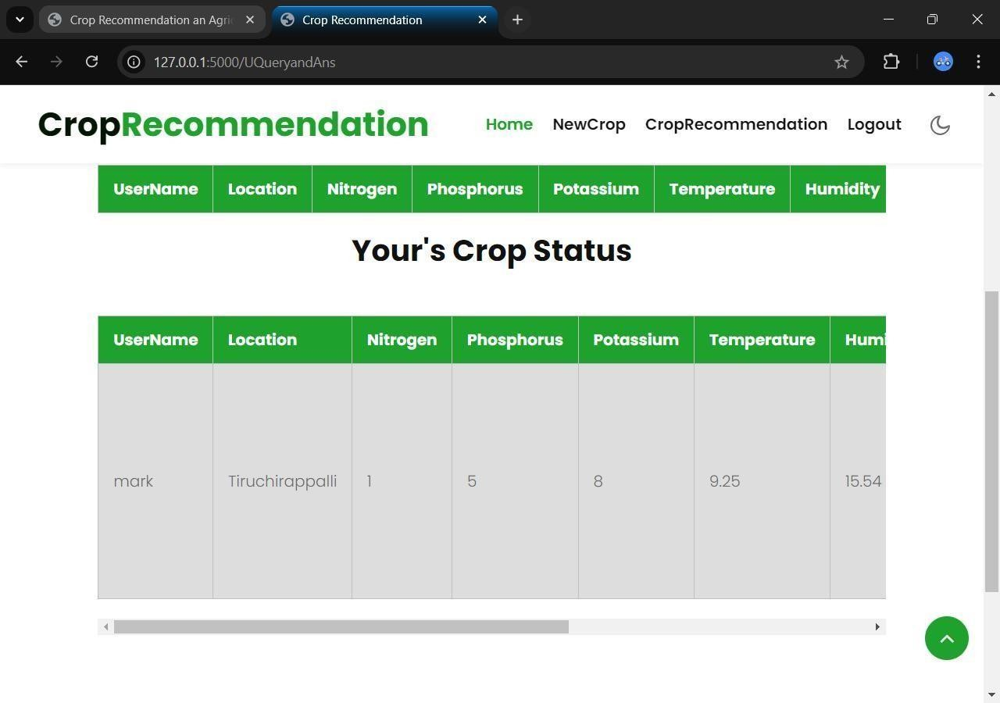 Crop Recommendation an Agri
Crop Recommendation
127.0.0.1:5000/UQueryandAns
CropRecommendation Home NewCrop CropRecommendation Logout
UserName Location Nitrogen Phosphorus Potassium Temperature Humidity
Your's Crop Status
UserName Location Nitrogen Phosphorus Potassium Temperature Humi
mark Tiruchirappalli 1 5 8 9.25 15.54